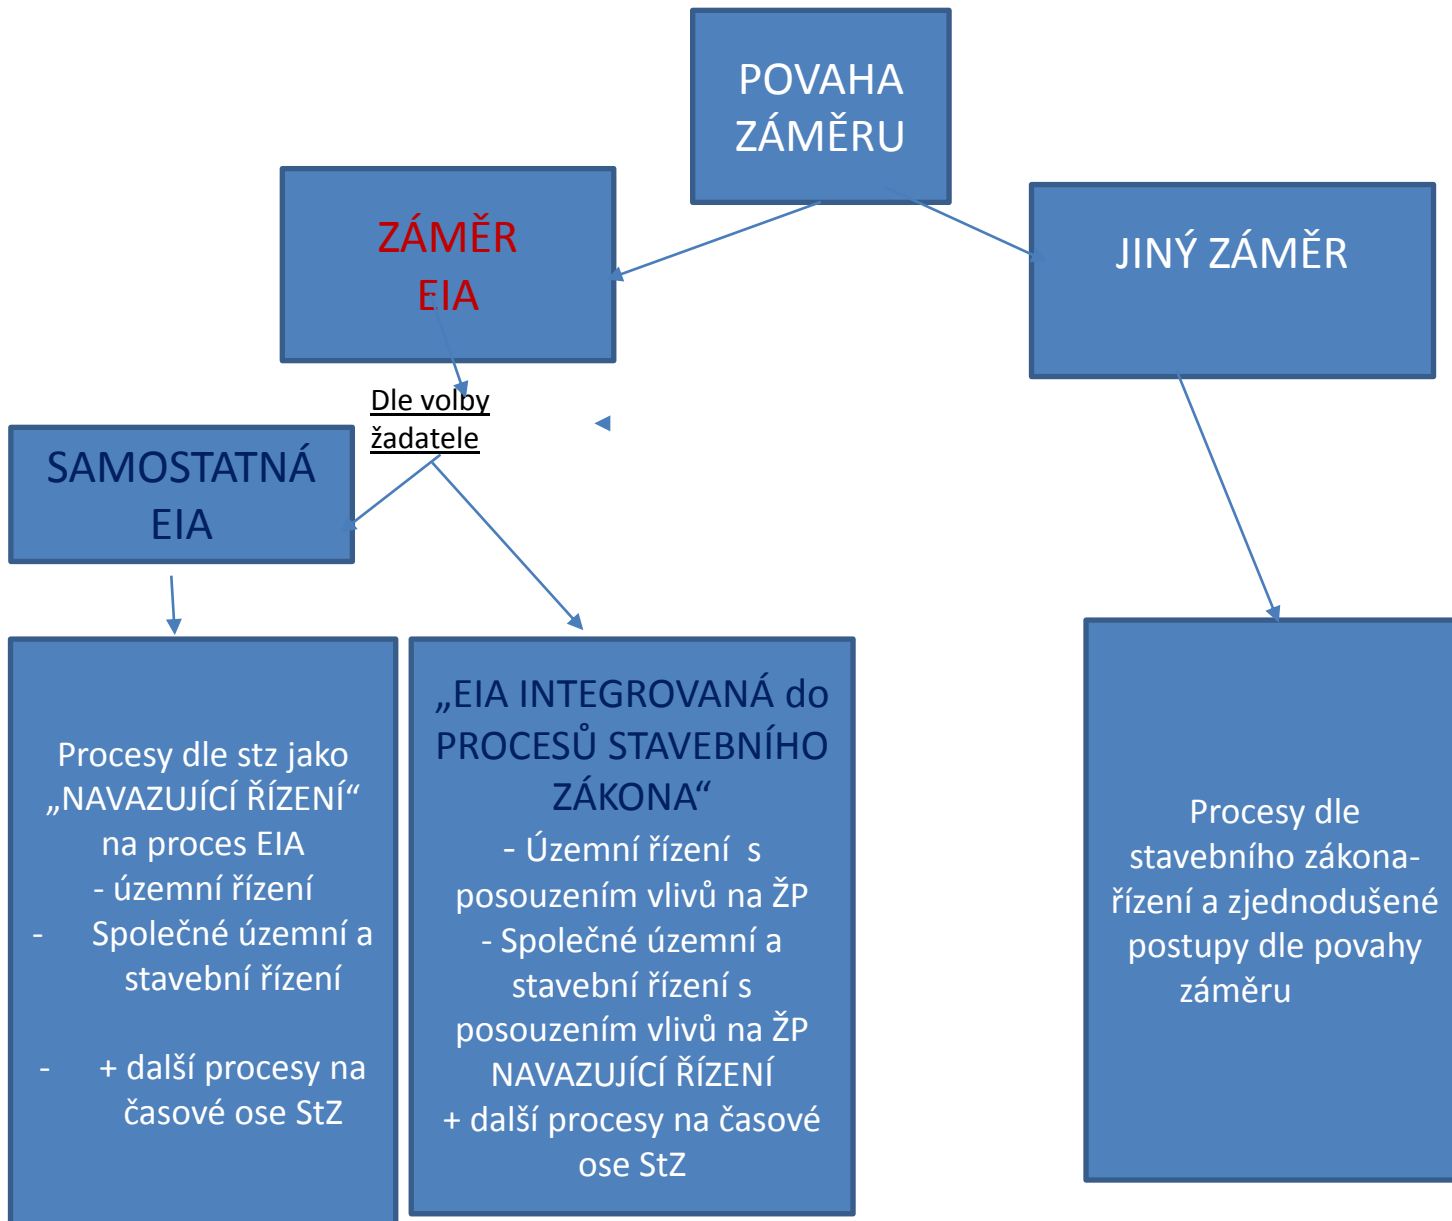 POVAHA
ZÁMĚRU
ZÁMĚR
EIA
JINÝ ZÁMĚR
Dle volby
žadatele
SAMOSTATNÁ
EIA
Procesy dle stz jako
„NAVAZUJÍCÍ ŘÍZENÍ“
na proces EIA
- územní řízení
- Společné územní a
stavební řízení
- + další procesy na
časové ose StZ
„EIA INTEGROVANÁ do
PROCESŮ STAVEBNÍHO
ZÁKONA“
- Územní řízení s
posouzením vlivů na ŽP
- Společné územní a
stavební řízení s
posouzením vlivů na ŽP
NAVAZUJÍCÍ ŘÍZENÍ
+ další procesy na časové
ose StZ
Procesy dle
stavebního zákona-
řízení a zjednodušené
postupy dle povahy
záměru